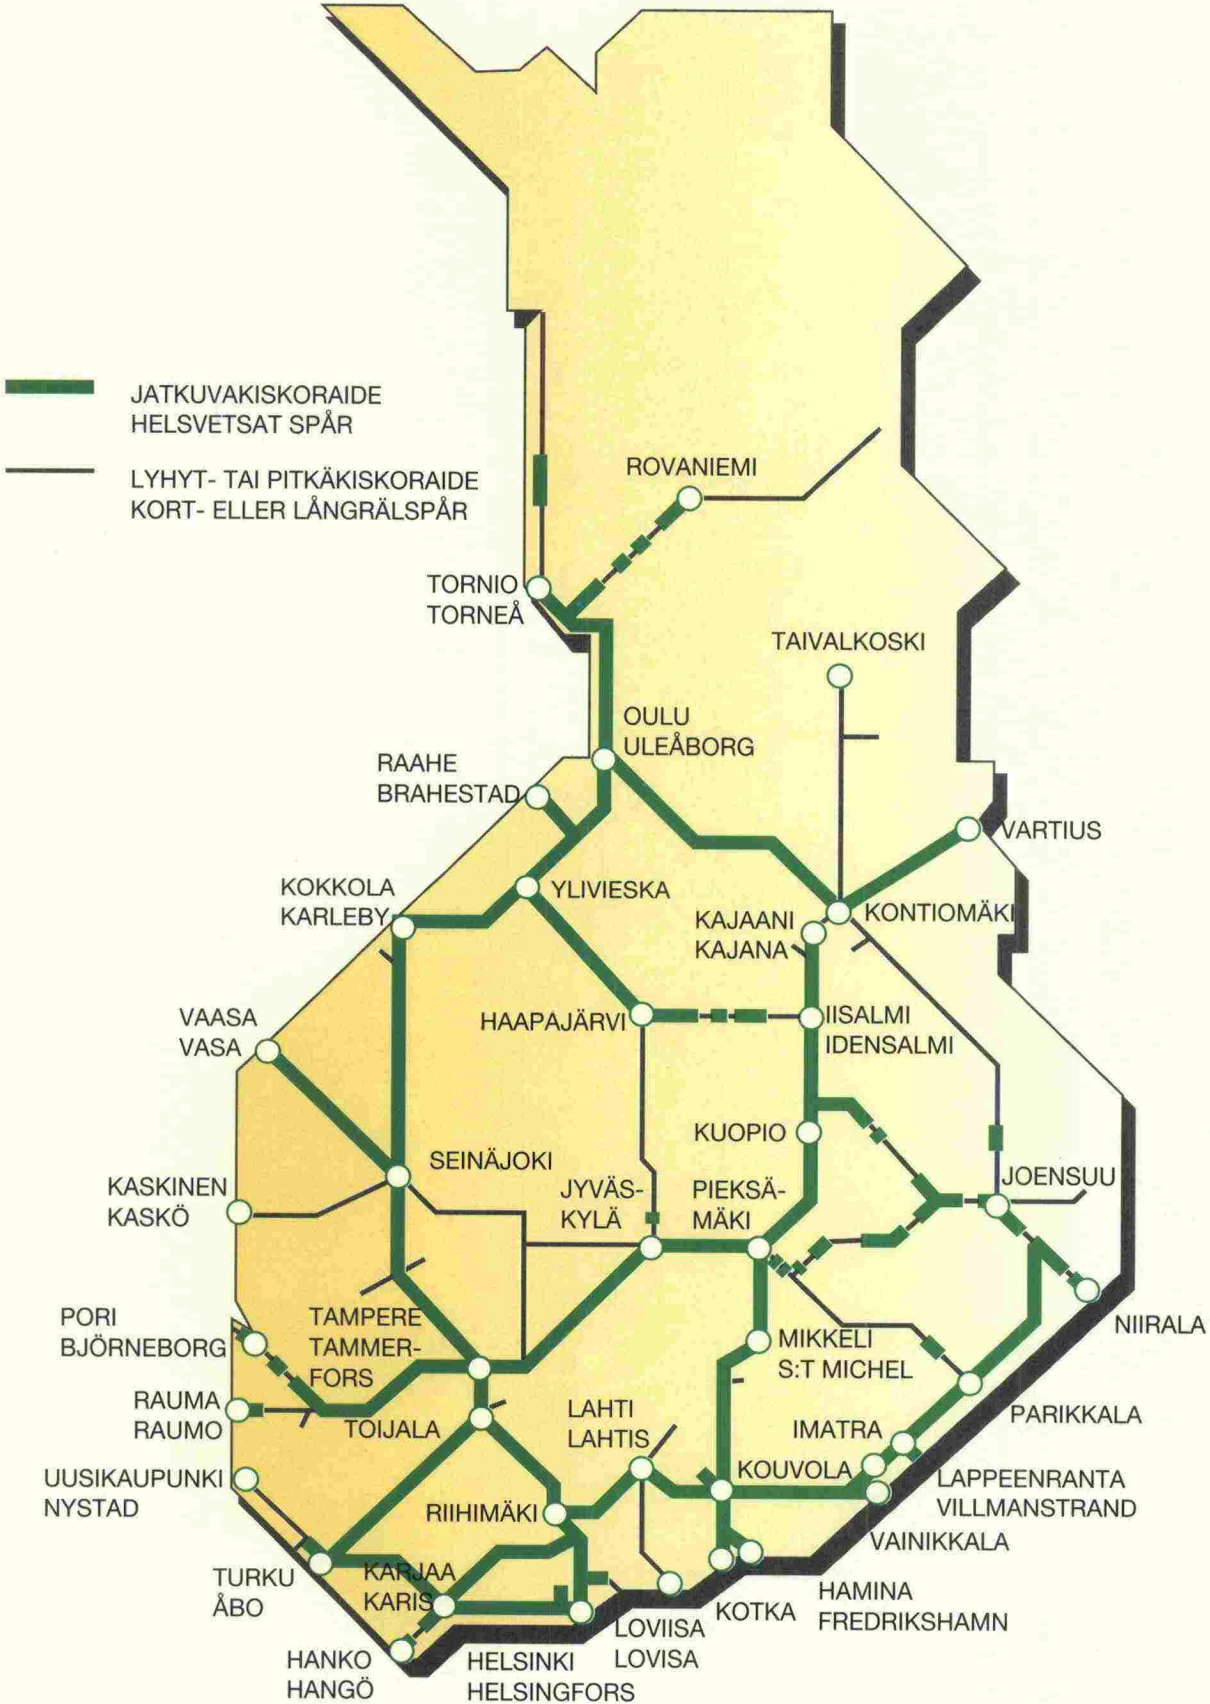 JATKUVAKISKORAIDE
HELSVETSAT SPÅR
LYHYT- TAI PITKÄKISKORAIDE
KORT- ELLER LÅNGRÄLSPÅR
ROVANIEMI
TORNIO
TORNEÅ
TAIVALKOSKI
OULU
ULEÅBORG
RAAHE
BRAHESTAD
VARTIUS
KOKKOLA
KARLEBY
YLIVIESKA
KAJAANI
KAJANA
KONTIOMÄKI
VAASA
VASA
HAAPAJÄRVI
IISALMI
IDENSALMI
KUOPIO
SEINÄJOKI
KASKINEN
KASKÖ
JYVÄS-
KYLÄ
PIEKSÄ-
MÄKI
JOENSUU
PORI
BJÖRNEBORG
TAMPERE
TAMMER-
FORS
MIKKELI
S:T MICHEL
NIIRALA
RAUMA
RAUMO
TOIJALA
LAHTI
LAHTIS
IMATRA
PARIKKALA
UUSIKAUPUNKI
NYSTAD
RIIHIMÄKI
KOUVOLA
LAPPEENRANTA
VILLMANSTRAND
VAINIKKALA
TURKU
ÅBO
KARJAA
KARIS
HAMINA
FREDRIKSHAMN
KOTKA
LOVIISA
LOVISA
HANKO
HANGÖ
HELSINKI
HELSINGFORS